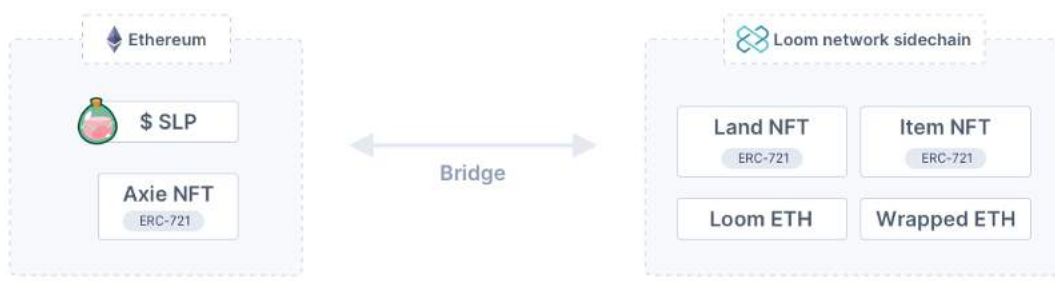 Ethereum
$ SLP
Axie NFT
ERC-721
Bridge
Loom network sidechain
Land NFT
ERC-721
Item NFT
ERC-721
Loom ETH
Wrapped ETH